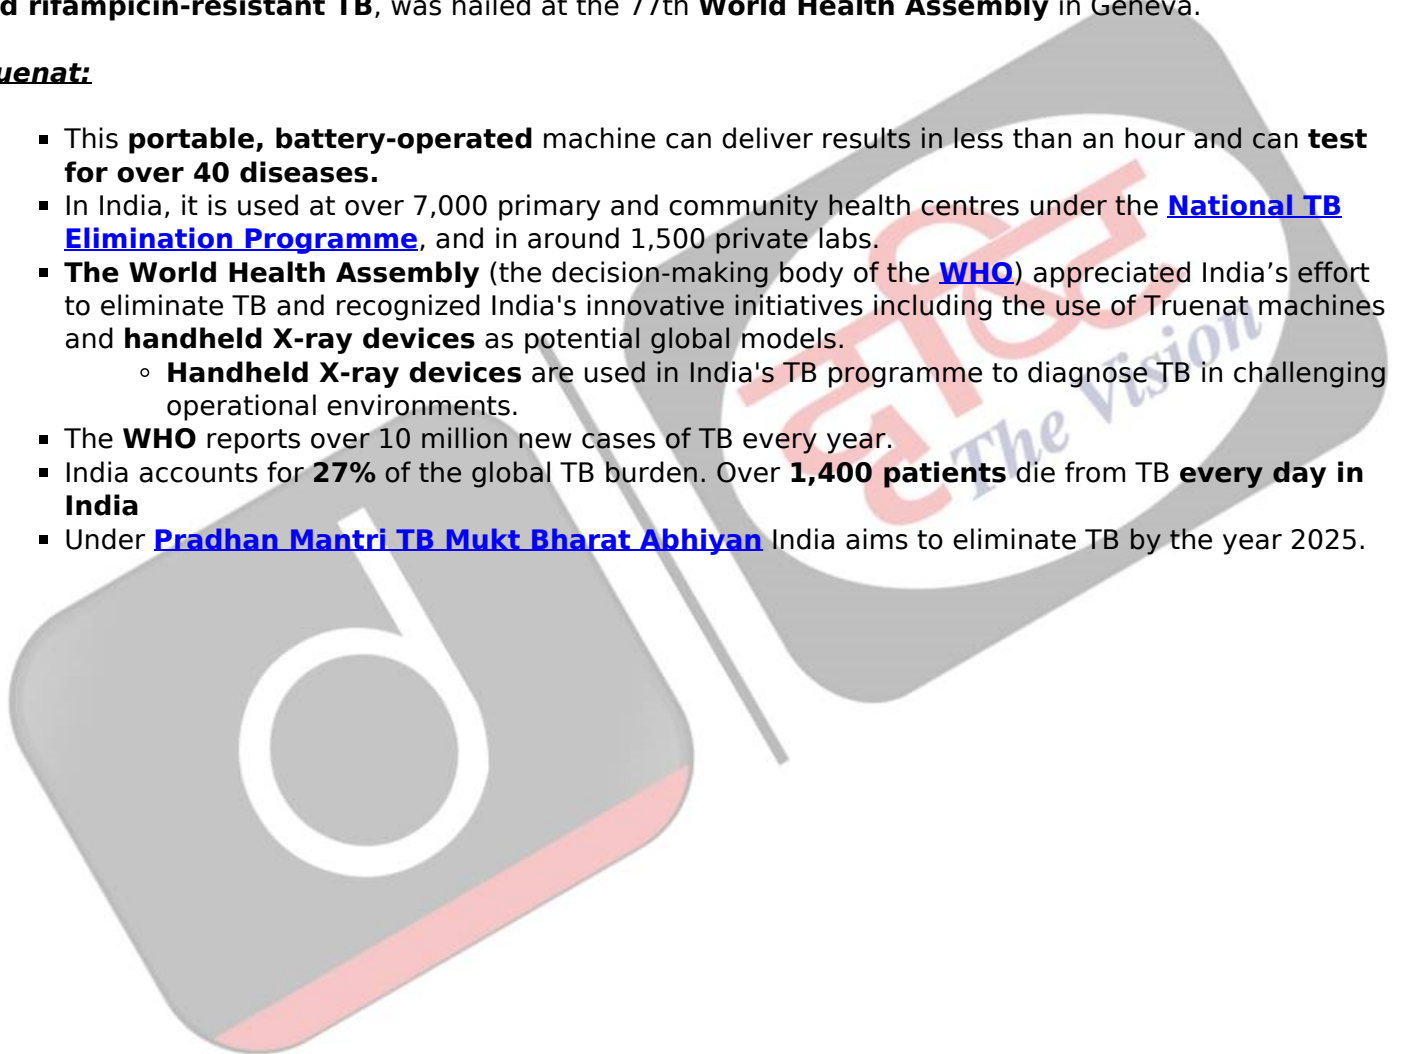 d rifampicin-resistant TB, was hailed at the 77th World Health Assembly in Geneva.
uenat:
▪ This portable, battery-operated machine can deliver results in less than an hour and can test
for over 40 diseases.
▪ In India, it is used at over 7,000 primary and community health centres under the National TB
Elimination Programme, and in around 1,500 private labs.
▪ The World Health Assembly (the decision-making body of the WHO) appreciated India’s effort
to eliminate TB and recognized India's innovative initiatives including the use of Truenat machines
and handheld X-ray devices as potential global models.
◦ Handheld X-ray devices are used in India's TB programme to diagnose TB in challenging
operational environments.
▪ The WHO reports over 10 million new cases of TB every year.
▪ India accounts for 27% of the global TB burden. Over 1,400 patients die from TB every day in
India
▪ Under Pradhan Mantri TB Mukt Bharat Abhiyan India aims to eliminate TB by the year 2025.
दृष्टि
The Vision
d